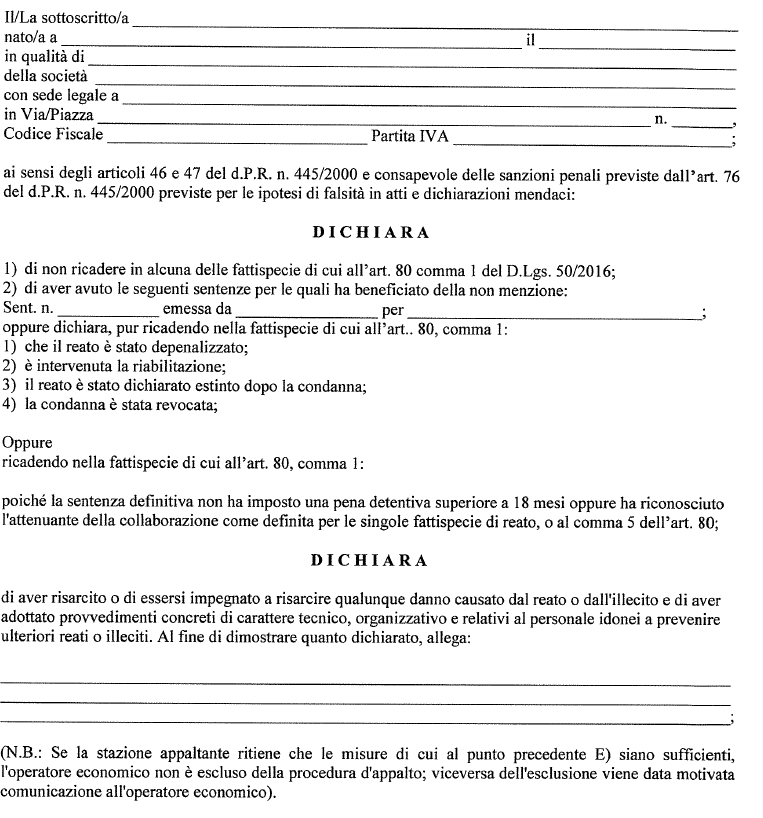 Il/La sottoscritto/a
nato/a a il
in qualità di
della società
con sede legale a
in Via/Piazza n. ,
Codice Fiscale Partita IVA ;
ai sensi degli articoli 46 e 47 del d.P.R. n. 445/2000 e consapevole delle sanzioni penali previste dall'art. 76
del d.P.R. n. 445/2000 previste per le ipotesi di falsità in atti e dichiarazioni mendaci:
DICHIARA
1) di non ricadere in alcuna delle fattispecie di cui all'art. 80 comma 1 del D.Lgs. 50/2016;
2) di aver avuto le seguenti sentenze per le quali ha beneficiato della non menzione:
Sent. n. emessa da per ;
oppure dichiara, pur ricadendo nella fattispecie di cui all'art.. 80, comma 1:
1) che il reato è stato depenalizzato;
2) è intervenuta la riabilitazione;
3) il reato è stato dichiarato estinto dopo la condanna;
4) la condanna è stata revocata;
Oppure
ricadendo nella fattispecie di cui all'art. 80, comma 1:
poiché la sentenza definitiva non ha imposto una pena detentiva superiore a 18 mesi oppure ha riconosciuto
l'attenuante della collaborazione come definita per le singole fattispecie di reato, o al comma 5 dell'art. 80;
DICHIARA
di aver risarcito o di essersi impegnato a risarcire qualunque danno causato dal reato o dall'illecito e di aver
adottato provvedimenti concreti di carattere tecnico, organizzativo e relativi al personale idonei a prevenire
ulteriori reati o illeciti. Al fine di dimostrare quanto dichiarato, allega:
;
(N.B.: Se la stazione appaltante ritiene che le misure di cui al punto precedente E) siano sufficienti,
l'operatore economico non è escluso della procedura d'appalto; viceversa dell'esclusione viene data motivata
comunicazione all'operatore economico).